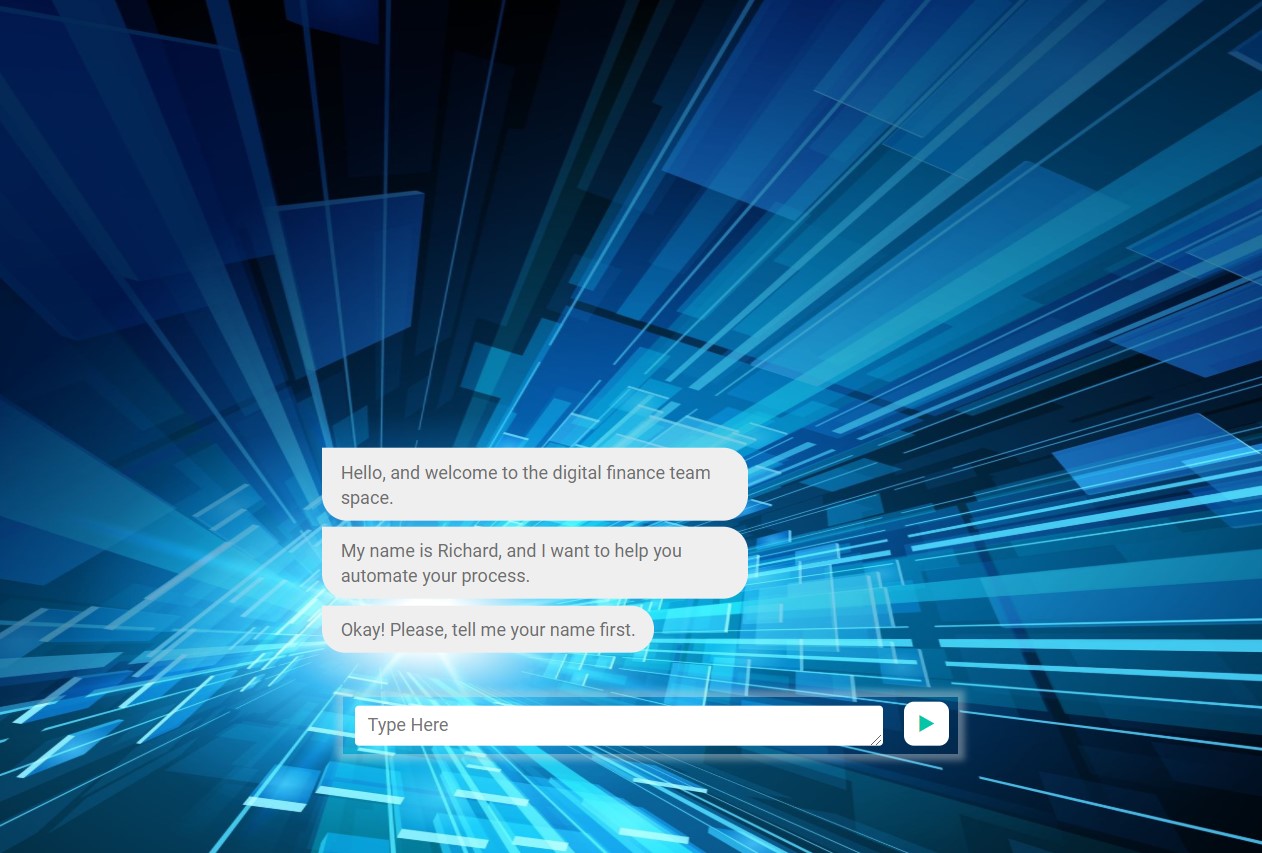 Hello, and welcome to the digital finance team
space.
My name is Richard, and I want to help you
automate your process.
Okay! Please, tell me your name first.
Type Here